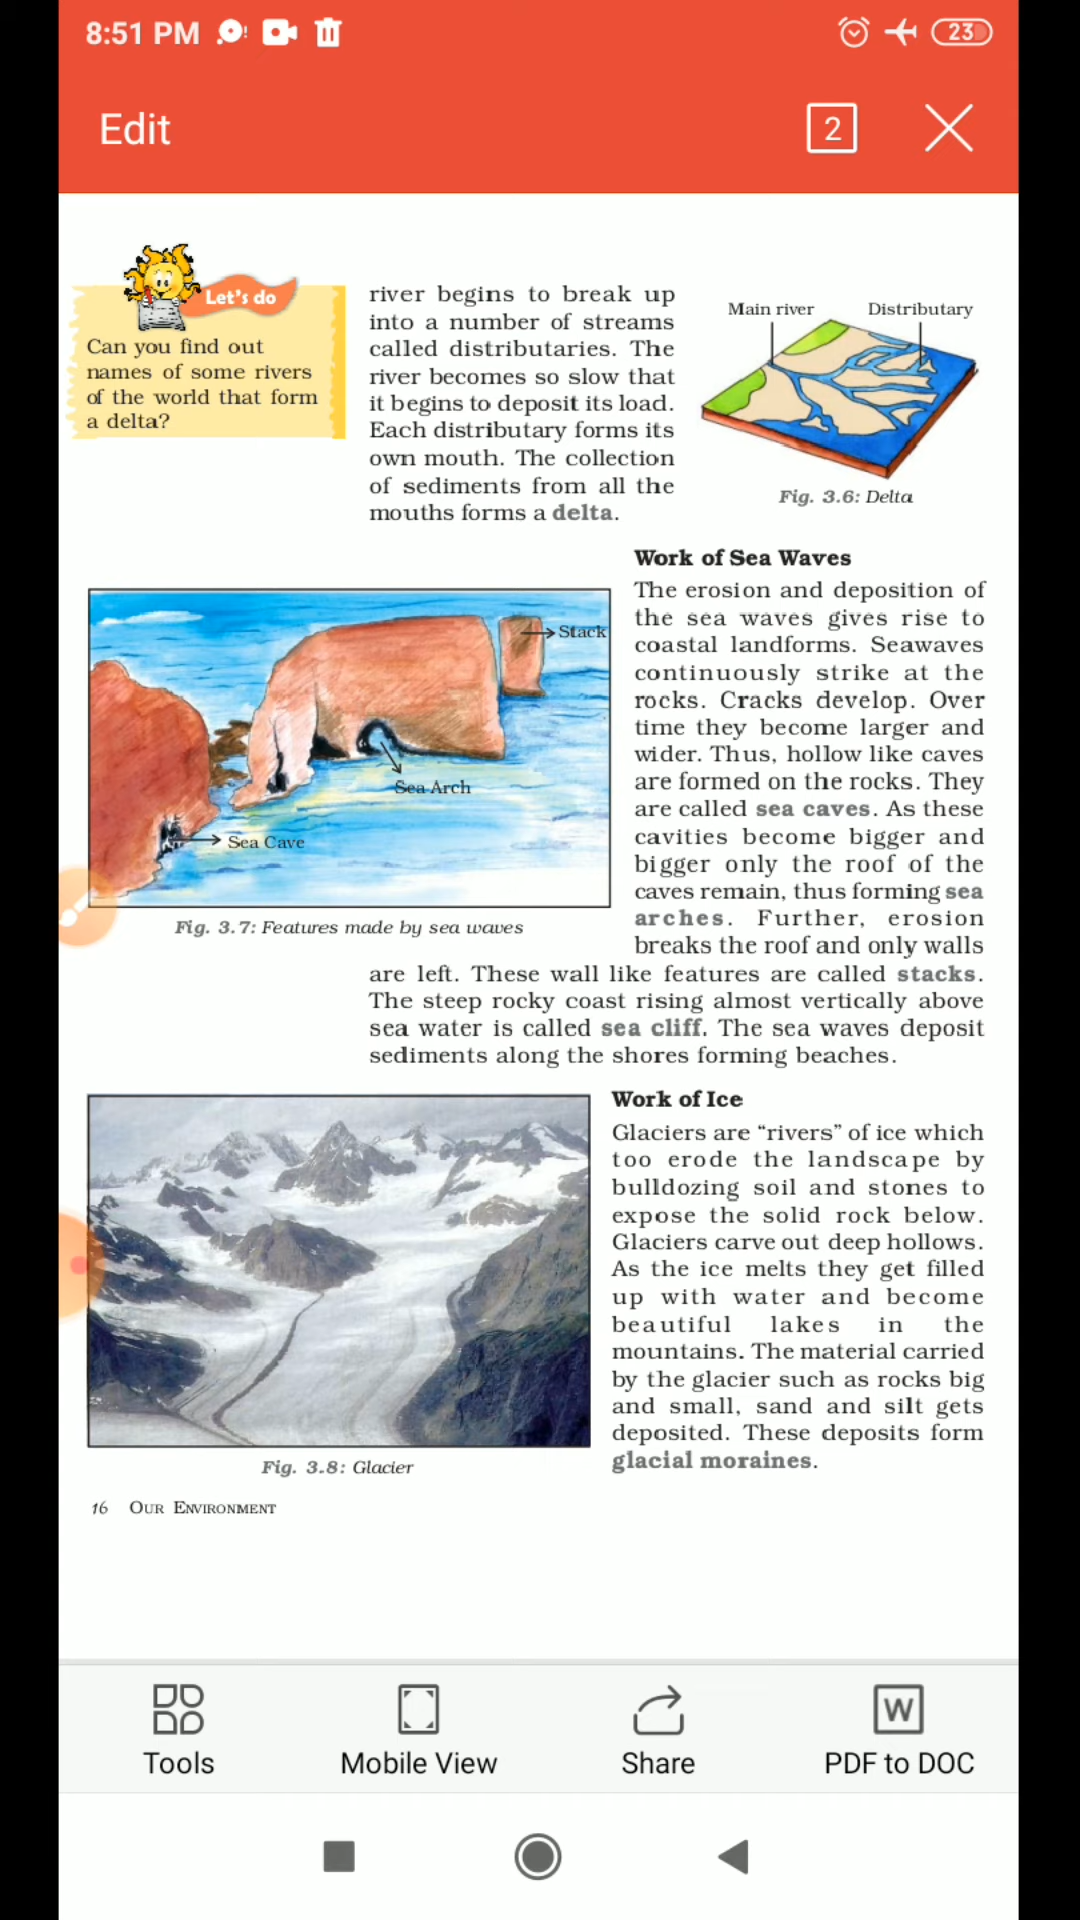 8:51 PM
23
Edit
2
Let's do
Can you find out
names of some rivers
of the world that form
a delta?
river begins to break up
into a number of streams
called distributaries. The
river becomes so slow that
it begins to deposit its load.
Each distributary forms its
own mouth. The collection
of sediments from all the
mouths forms a delta.
Main river
Distributary
Fig. 3.6: Delta
Stack
Sea Arch
Sea Cave
Fig. 3.7: Features made by sea waves
Work of Sea Waves
The erosion and deposition of
the sea waves gives rise to
coastal landforms. Seawaves
continuously strike at the
rocks. Cracks develop. Over
time they become larger and
wider. Thus, hollow like caves
are formed on the rocks. They
are called sea caves. As these
cavities become bigger and
bigger only the roof of the
caves remain, thus forming sea
arches. Further, erosion
breaks the roof and only walls
are left. These wall like features are called stacks.
The steep rocky coast rising almost vertically above
sea water is called sea cliff. The sea waves deposit
sediments along the shores forming beaches.
Fig. 3.8: Glacier
Work of Ice
Glaciers are “rivers” of ice which
too erode the landscape by
bulldozing soil and stones to
expose the solid rock below.
Glaciers carve out deep hollows.
As the ice melts they get filled
up with water and become
beautiful lakes in the
mountains. The material carried
by the glacier such as rocks big
and small, sand and silt gets
deposited. These deposits form
glacial moraines.
16 OUR ENVIRONMENT
Tools
Mobile View
Share
W
PDF to DOC